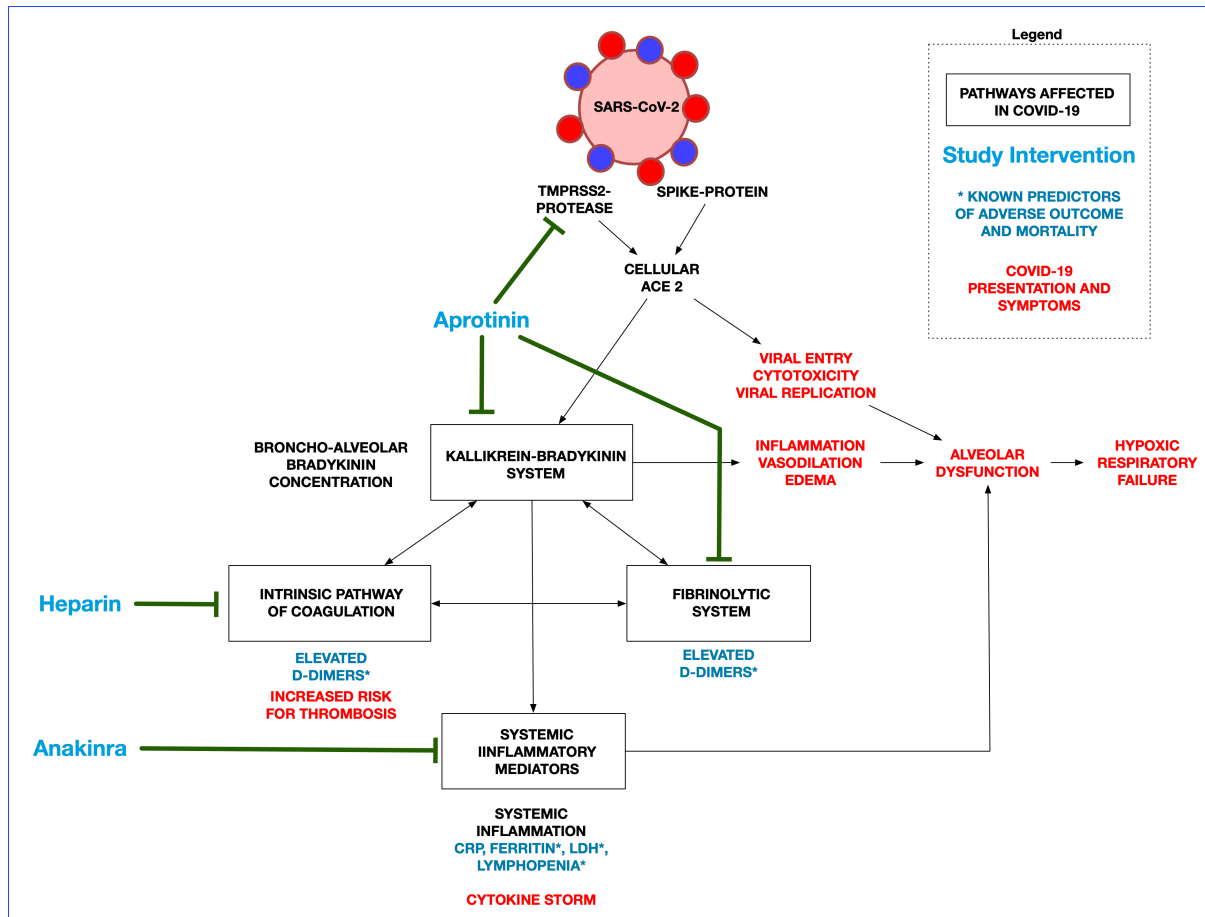 Legend
SARS-CoV-2
PATHWAYS AFFECTED
IN COVID-19
Study Intervention
* KNOWN PREDICTORS
OF ADVERSE OUTCOME
AND MORTALITY
COVID-19
PRESENTATION AND
SYMPTOMS
TMPRSS2-
PROTEASE
SPIKE-PROTEIN
CELLULAR
ACE 2
Aprotinin
VIRAL ENTRY
CYTOTOXICITY
VIRAL REPLICATION
BRONCHO-ALVEOLAR
BRADYKININ
CONCENTRATION
KALLIKREIN-BRADYKININ
SYSTEM
INFLAMMATION
VASODILATION
EDEMA
ALVEOLAR
DYSFUNCTION
HYPOXIC
RESPIRATORY
FAILURE
Heparin
INTRINSIC PATHWAY
OF COAGULATION
FIBRINOLYTIC
SYSTEM
ELEVATED
D-DIMERS*
INCREASED RISK
FOR THROMBOSIS
ELEVATED
D-DIMERS*
Anakinra
SYSTEMIC
IINFLAMMATORY
MEDIATORS
SYSTEMIC
INFLAMMATION
CRP, FERRITIN*, LDH*,
LYMPHOPENIA*
CYTOKINE STORM